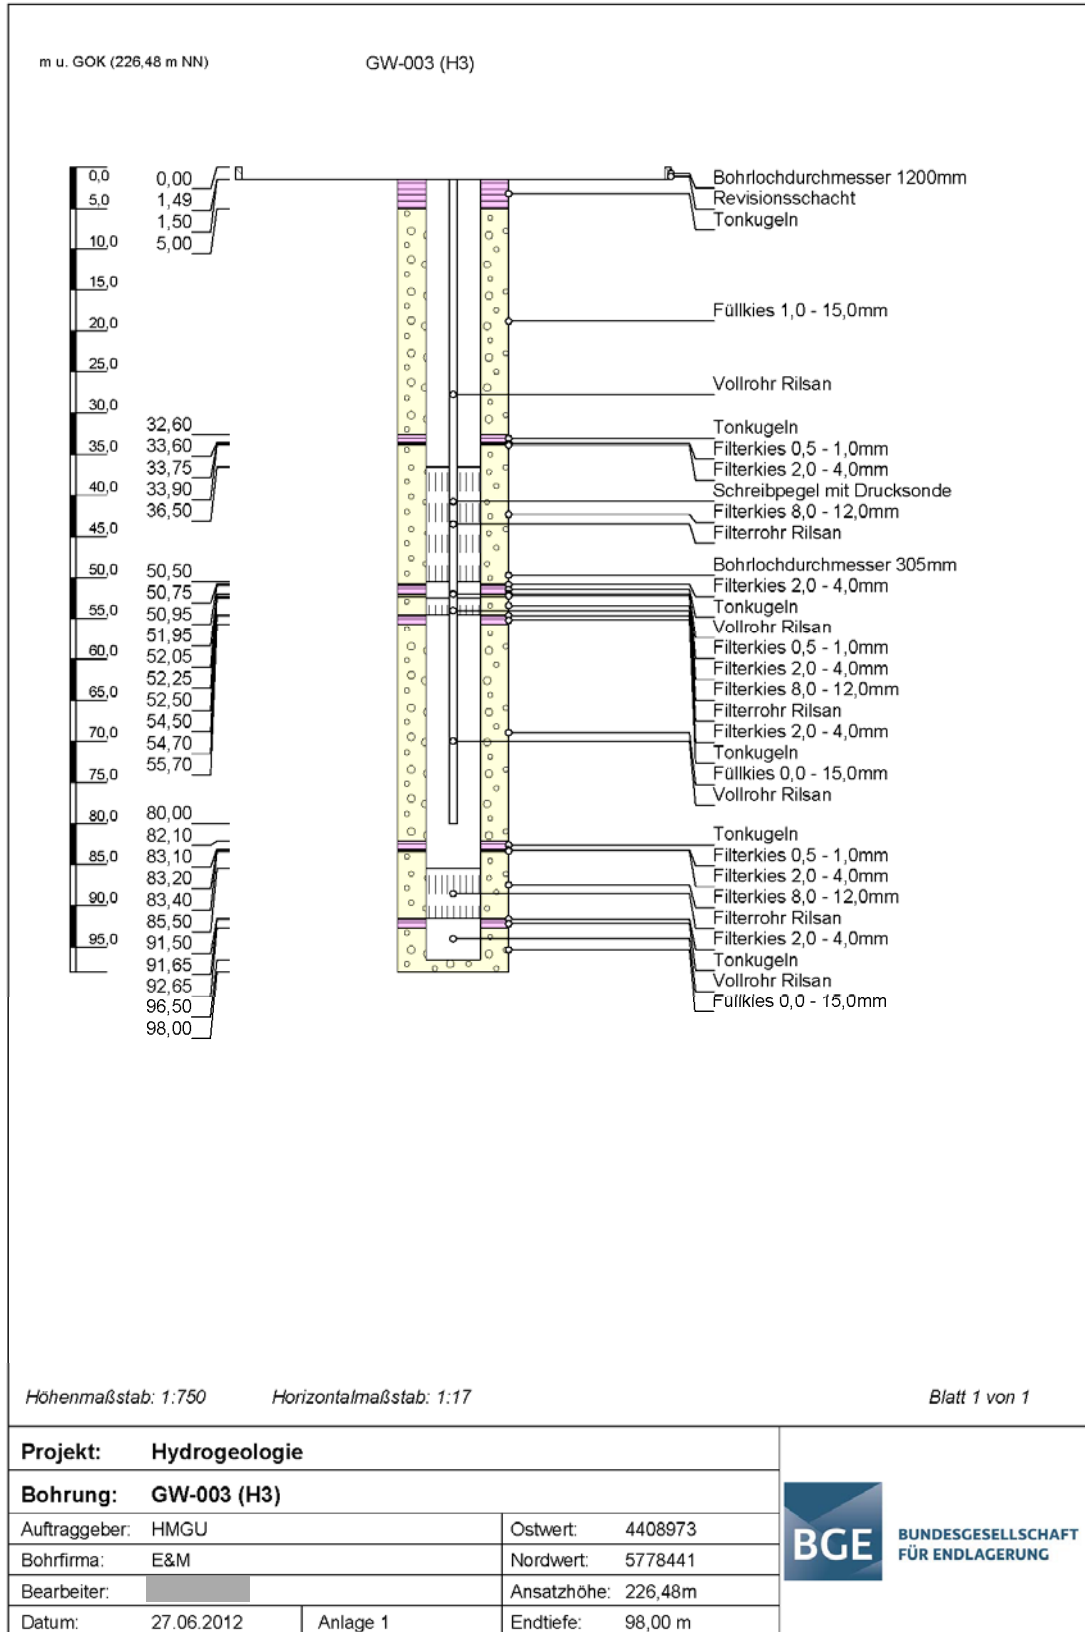 m u. GOK (226,48 m NN)
GW-003 (H3)
0,0
5,0
10,0
15,0
20,0
25,0
30,0
35,0
40,0
45,0
50,0
55,0
60,0
65,0
70,0
75,0
80,0
85,0
90,0
95,0
0,00
1,49
1,50
5,00
32,60
33,60
33,75
33,90
36,50
50,50
50,75
50,95
51,95
52,05
52,25
52,50
54,50
54,70
55,70
80,00
82,10
83,10
83,20
83,40
85,50
91,50
91,65
92,65
96,50
98,00
Bohrlochdurchmesser 1200mm
Revisionsschacht
Tonkugeln
Füllkies 1,0 - 15,0mm
Vollrohr Rilsan
Tonkugeln
Filterkies 0,5 - 1,0mm
Filterkies 2,0 - 4,0mm
Schreibpegel mit Drucksonde
Filterkies 8,0 - 12,0mm
Filterrohr Rilsan
Bohrlochdurchmesser 305mm
Filterkies 2,0 - 4,0mm
Tonkugeln
Vollrohr Rilsan
Filterkies 0,5 - 1,0mm
Filterkies 2,0 - 4,0mm
Filterkies 8,0 - 12,0mm
Filterrohr Rilsan
Filterkies 2,0 - 4,0mm
Tonkugeln
Füllkies 0,0 - 15,0mm
Vollrohr Rilsan
Tonkugeln
Filterkies 0,5 - 1,0mm
Filterkies 2,0 - 4,0mm
Filterkies 8,0 - 12,0mm
Filterrohr Rilsan
Filterkies 2,0 - 4,0mm
Tonkugeln
Vollrohr Rilsan
Füllkies 0,0 - 15,0mm
Höhenmaßstab: 1:750
Horizontalmaßstab: 1:17
Blatt 1 von 1
Projekt: Hydrogeologie
Bohrung: GW-003 (H3)
Auftraggeber: HMGU
Ostwert: 4408973
Bohrfirma: E&M
Nordwert: 5778441
Bearbeiter:
Ansatzhöhe: 226,48m
Datum: 27.06.2012
Anlage 1
Endtiefe: 98,00 m
BGE
BUNDESGESELLSCHAFT
FÜR ENDLAGERUNG